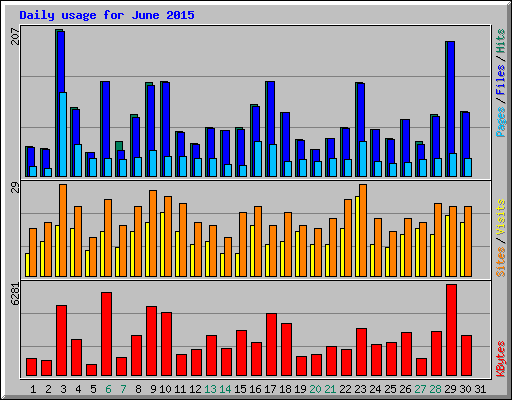 Daily usage for June 2015
207
Pages / Files / Hits
29
Sites / Visits
6281
KBytes
1 2 3 4 5 6 7 8 9 10 11 12 13 14 15 16 17 18 19 20 21 22 23 24 25 26 27 28 29 30 31